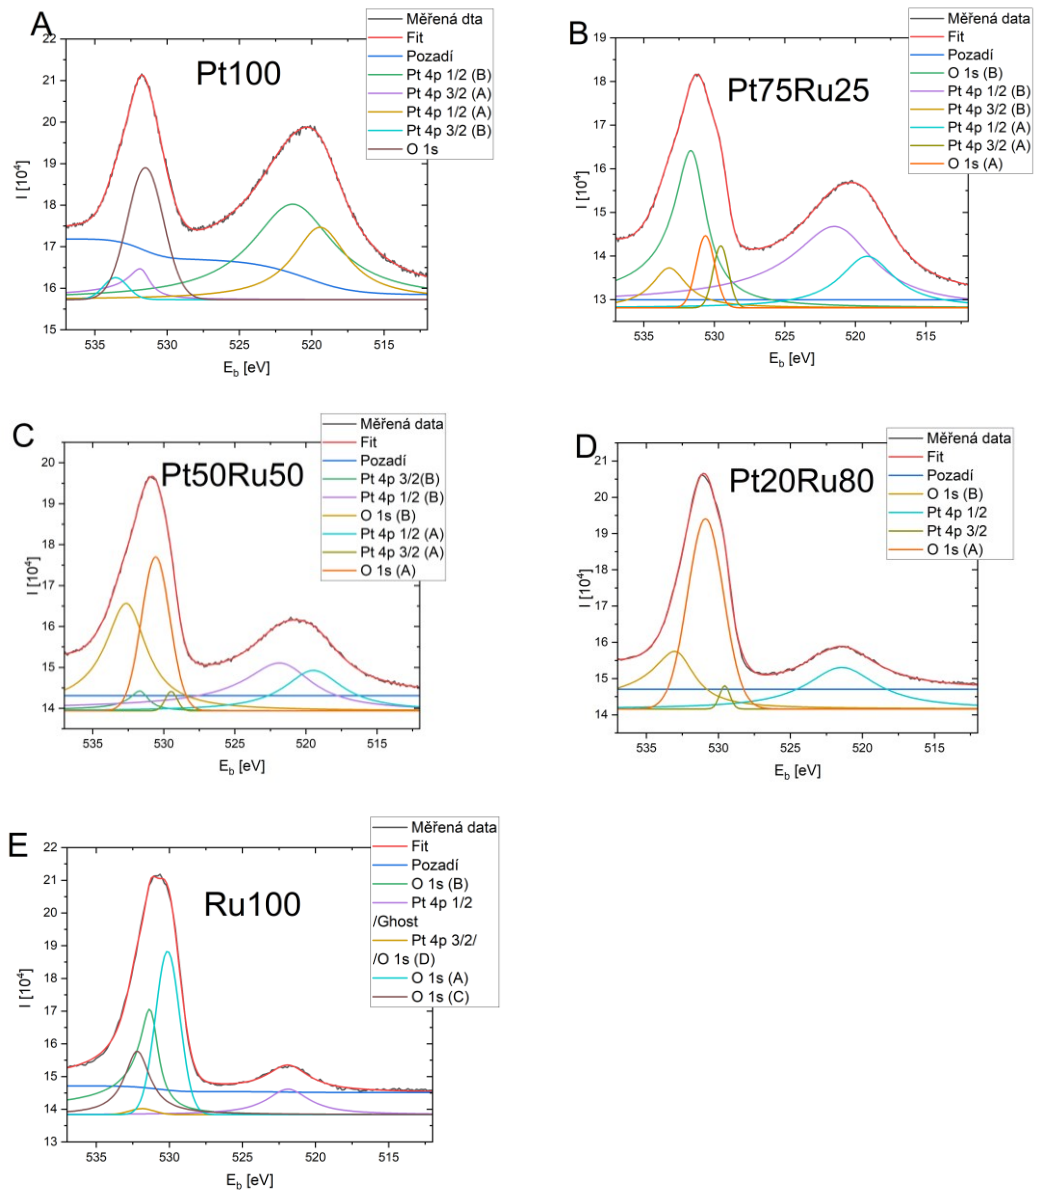 A
Pt100
Měřená dta
Fit
Pozadí
Pt 4p 1/2 (B)
Pt 4p 3/2 (A)
Pt 4p 1/2 (A)
Pt 4p 3/2 (B)
O 1s
I [10⁴]
22
21
20
19
18
17
16
15
535 530 525 520 515
E_b [eV]
B
Pt75Ru25
Měřená data
Fit
Pozadí
O 1s (B)
Pt 4p 1/2 (B)
Pt 4p 3/2 (B)
Pt 4p 1/2 (A)
Pt 4p 3/2 (A)
O 1s (A)
I [10⁴]
19
18
17
16
15
14
13
535 530 525 520 515
E_b [eV]
C
Pt50Ru50
Měřená data
Fit
Pozadí
Pt 4p 3/2(B)
Pt 4p 1/2 (B)
O 1s (B)
Pt 4p 1/2 (A)
Pt 4p 3/2 (A)
O 1s (A)
I [10⁴]
20
19
18
17
16
15
14
535 530 525 520 515
E_b [eV]
D
Pt20Ru80
Měřená data
Fit
Pozadí
O 1s (B)
Pt 4p 1/2
Pt 4p 3/2
O 1s (A)
I [10⁴]
21
20
19
18
17
16
15
14
535 530 525 520 515
E_b [eV]
E
Ru100
Měřená data
Fit
Pozadí
O 1s (B)
Pt 4p 1/2
/Ghost
Pt 4p 3/2/
/O 1s (D)
O 1s (A)
O 1s (C)
I [10⁴]
22
21
20
19
18
17
16
15
14
13
535 530 525 520 515
E_b [eV]